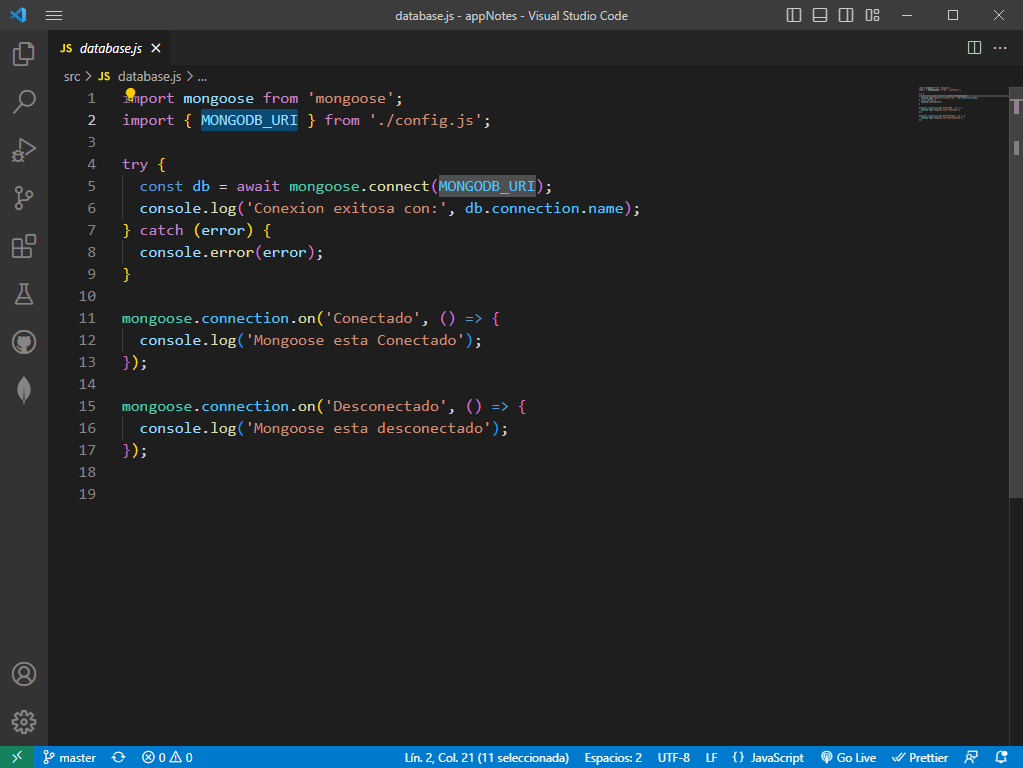 database.js - appNotes - Visual Studio Code
JS database.js
src > JS database.js > ...
1 import mongoose from 'mongoose';
2 import { MONGODB_URI } from './config.js';
3
4 try {
5 const db = await mongoose.connect(MONGODB_URI);
6 console.log('Conexion exitosa con:', db.connection.name);
7 } catch (error) {
8 console.error(error);
9 }
10
11 mongoose.connection.on('Conectado', () => {
12 console.log('Mongoose esta Conectado');
13 });
14
15 mongoose.connection.on('Desconectado', () => {
16 console.log('Mongoose esta desconectado');
17 });
18
19
master 0 0 Lín. 2, Col. 21 (11 seleccionada) Espacios: 2 UTF-8 LF {} JavaScript Go Live Prettier